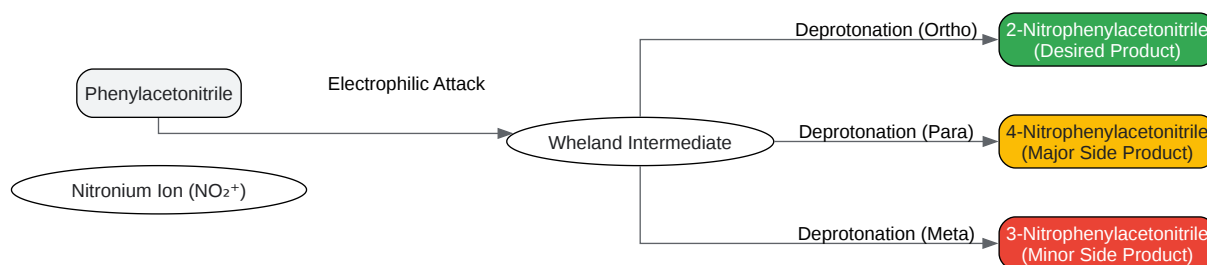 Phenylacetonitrile
Nitronium Ion (NO₂⁺)
Electrophilic Attack
Wheland Intermediate
Deprotonation (Ortho)
2-Nitrophenylacetonitrile
(Desired Product)
Deprotonation (Para)
4-Nitrophenylacetonitrile
(Major Side Product)
Deprotonation (Meta)
3-Nitrophenylacetonitrile
(Minor Side Product)